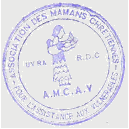 ASSOCIATION DES MAMANS CHRETIENNES
UVIRA R.D.C
A.M.C.A.V
POUR L'ASSISTANCE AUX VULNERABLES